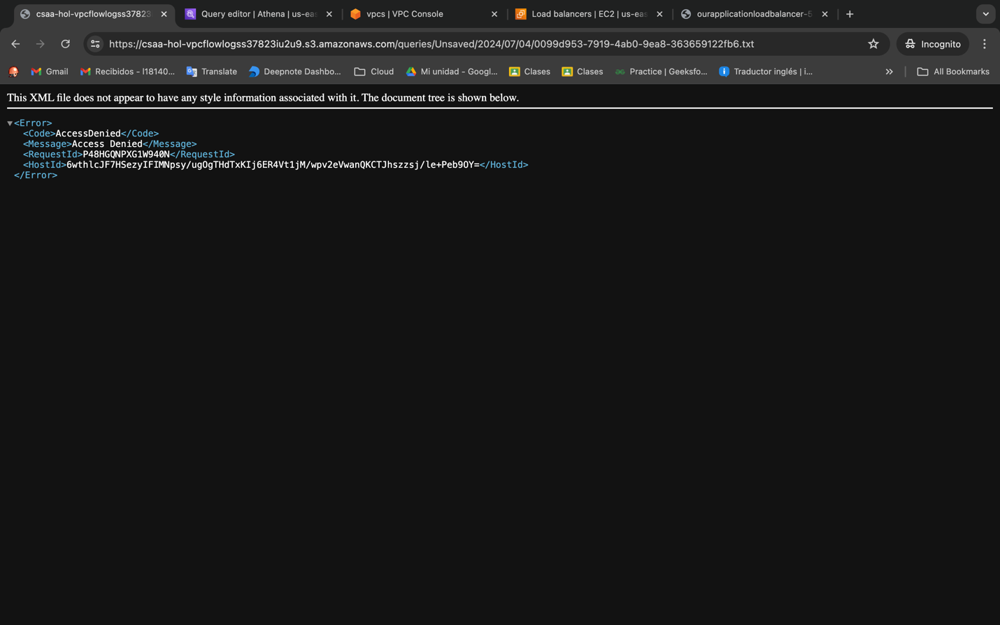 csaa-hol-vpcflowlogss37823
Query editor | Athena | us-eas
vpcs | VPC Console
Load balancers | EC2 | us-eas
ourapplicationloadbalancer-5
https://csaa-hol-vpcflowlogss37823iu2u9.s3.amazonaws.com/queries/Unsaved/2024/07/04/0099d953-7919-4ab0-9ea8-363659122fb6.txt
Incognito
Gmail
Recibidos - l18140...
Translate
Deepnote Dashbo...
Cloud
Mi unidad - Googl...
Clases
Clases
Practice | Geeksfo...
Traductor inglés | i...
All Bookmarks
This XML file does not appear to have any style information associated with it. The document tree is shown below.
<Error>
<Code>AccessDenied</Code>
<Message>Access Denied</Message>
<RequestId>P48HGQNPXG1W940N</RequestId>
<HostId>6wthlcJF7HSezyIFIMNpsy/ugOgTHdTxKIj6ER4Vt1jM/wpv2eVwanQKCTJhszzsj/le+Peb9OY=</HostId>
</Error>